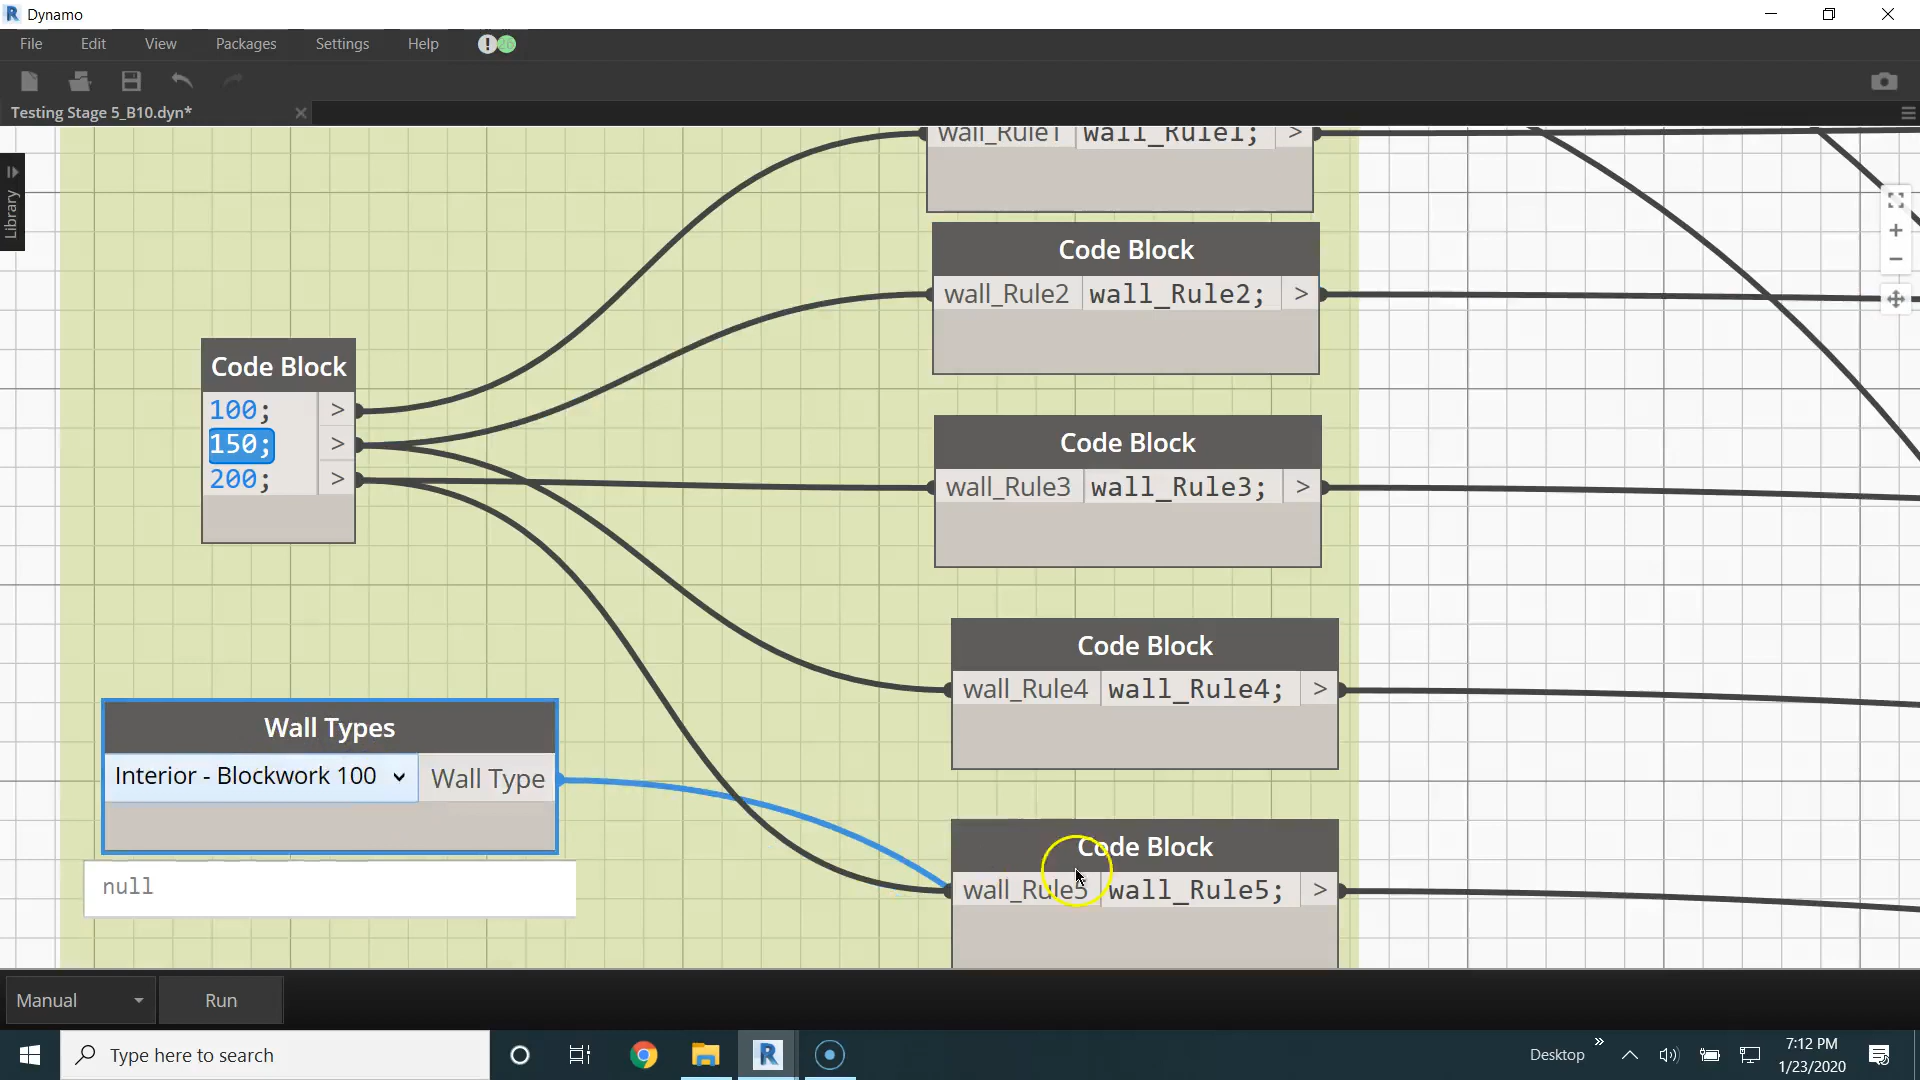 Dynamo
File Edit View Packages Settings Help !
Testing Stage 5_B10.dyn*
Library
wall_Rule1 wall_Rule1; >
Code Block
wall_Rule2 wall_Rule2; >
Code Block
100; >
150; >
200; >
Code Block
wall_Rule3 wall_Rule3; >
Code Block
wall_Rule4 wall_Rule4; >
Wall Types
Interior - Blockwork 100 Wall Type
null
Code Block
wall_Rule5 wall_Rule5; >
Manual Run
Type here to search
Desktop
7:12 PM
1/23/2020